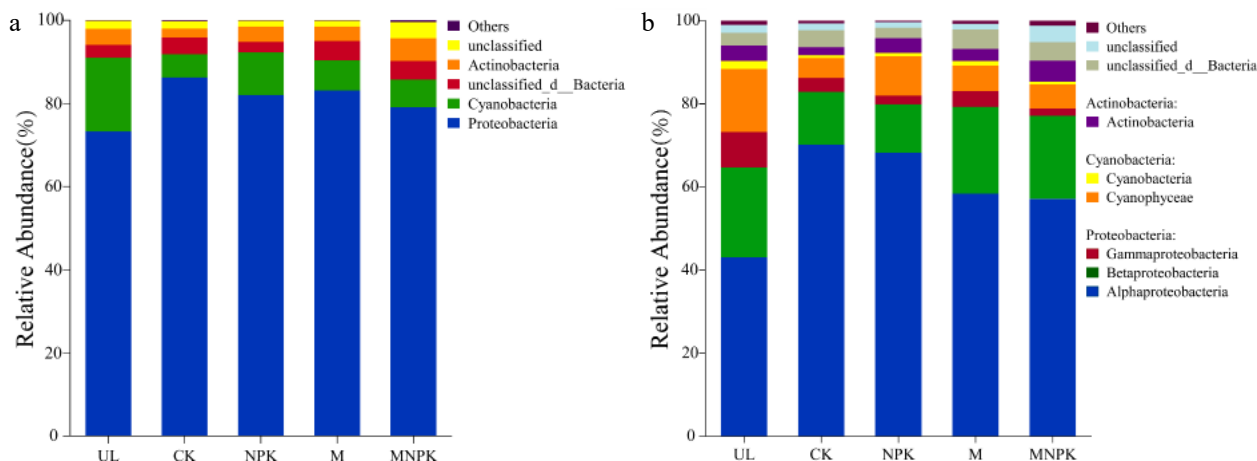 a
Relative Abundance(%)
100
80
60
40
20
0
UL CK NPK M MNPK
Others
unclassified
Actinobacteria
unclassified_d__Bacteria
Cyanobacteria
Proteobacteria
b
Relative Abundance(%)
100
80
60
40
20
0
UL CK NPK M MNPK
Others
unclassified
unclassified_d__Bacteria
Actinobacteria:
Actinobacteria
Cyanobacteria:
Cyanobacteria
Cyanophyceae
Proteobacteria:
Gammaproteobacteria
Betaproteobacteria
Alphaproteobacteria